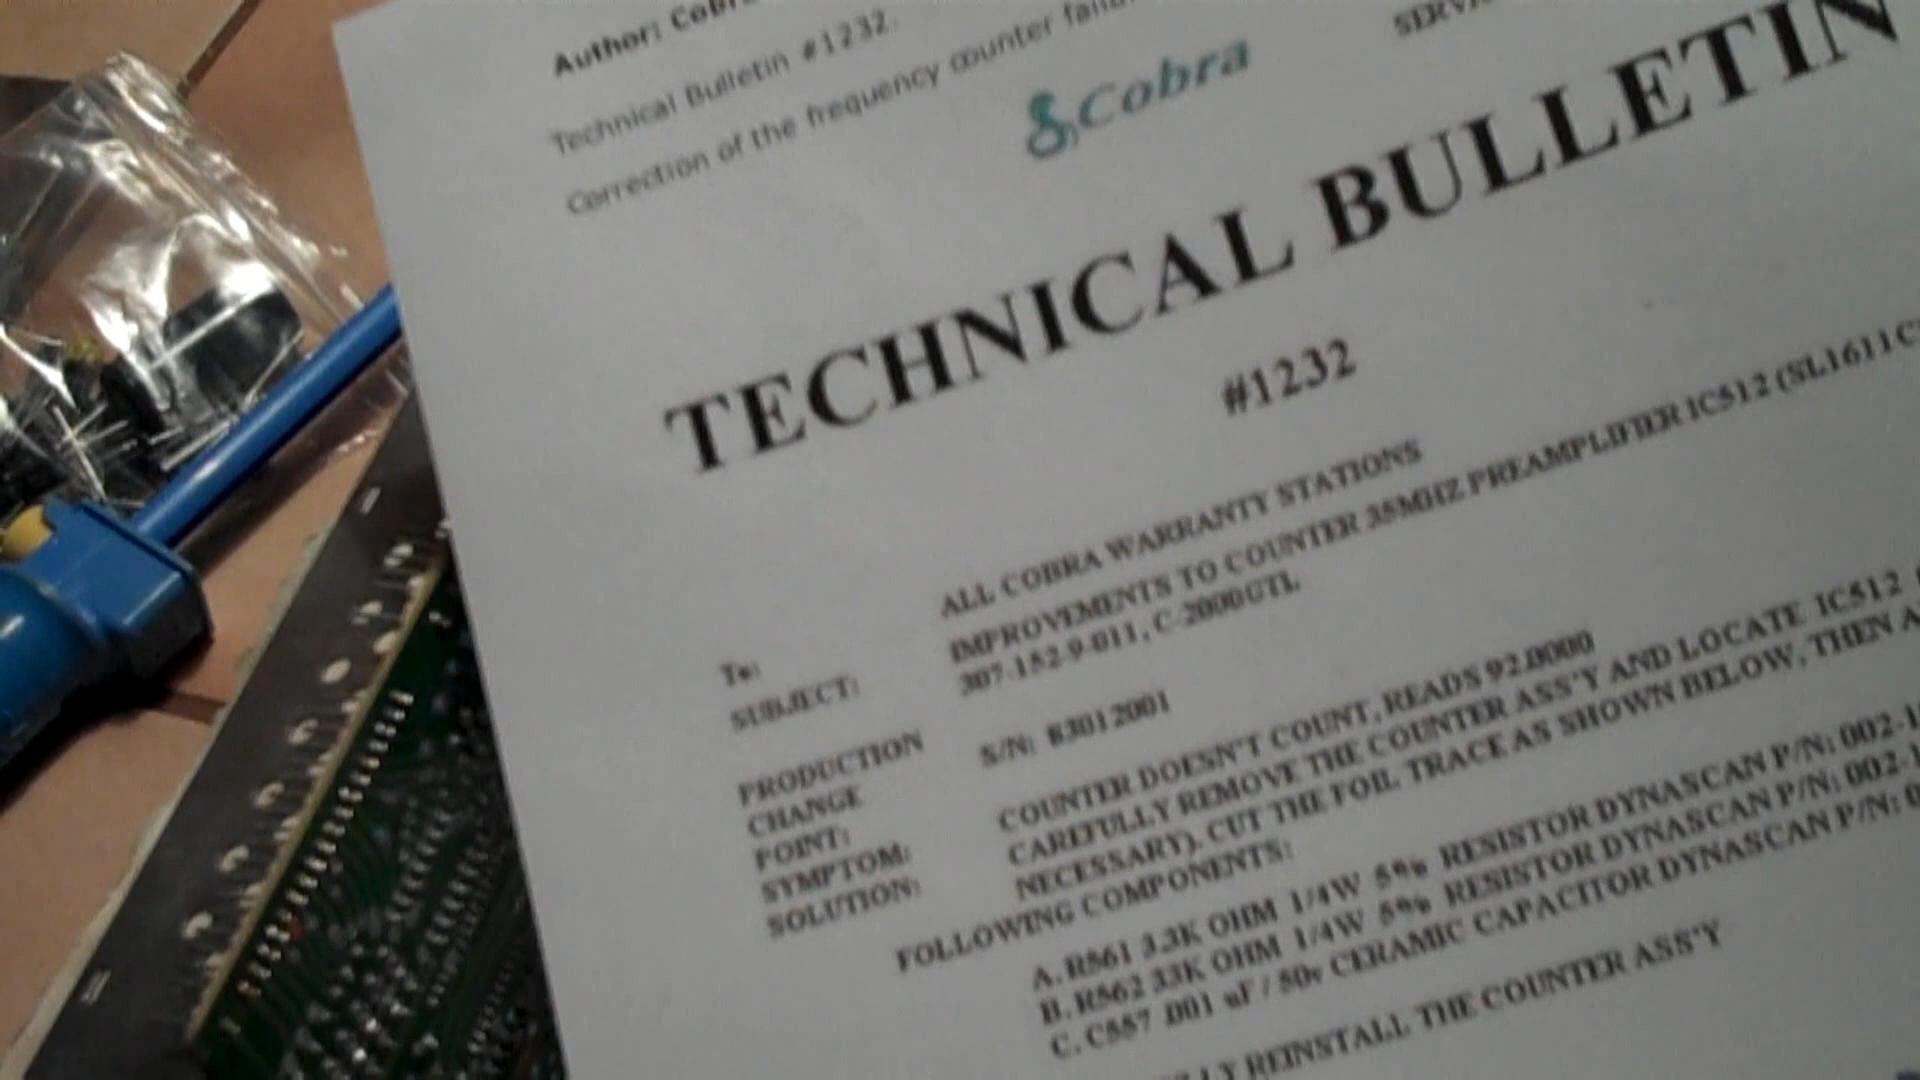 Author: Cobra
SERV
Technical Bulletin #1232.
Correction of the frequency counter
Cobra
TECHNICAL BULLETIN
#1232
To: ALL COBRA WARRANTY STATIONS
SUBJECT: IMPROVEMENTS TO COUNTER 35MHZ PREAMPLIFIER IC512 (SL1611C
307-152-9-011, C-2000GTL
PRODUCTION S/N: 83012001
CHANGE
POINT:
SYMPTOM: COUNTER DOESN'T COUNT, READS 92.0000
SOLUTION: CAREFULLY REMOVE THE COUNTER ASS'Y AND LOCATE IC512
NECESSARY). CUT THE FOIL TRACE AS SHOWN BELOW, THEN A
FOLLOWING COMPONENTS:
A. R561 3.3K OHM 1/4W 5% RESISTOR DYNASCAN P/N: 002-1
B. R562 33K OHM 1/4W 5% RESISTOR DYNASCAN P/N: 002-1
C. C557 .001 uF / 50v CERAMIC CAPACITOR DYNASCAN P/N: 0
LLY REINSTALL THE COUNTER ASS'Y